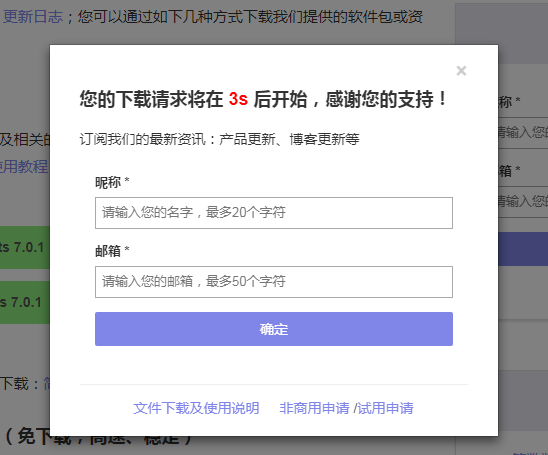 更新日志；您可以通过如下几种方式下载我们提供的软件包或资
×
您的下载请求将在 3s 后开始，感谢您的支持！
订阅我们的最新资讯：产品更新、博客更新等
昵称 *
请输入您的名字，最多20个字符
邮箱 *
请输入您的邮箱，最多50个字符
确定
文件下载及使用说明 非商用申请 /试用申请
及相关的
使用教程
ts 7.0.1
s 7.0.1
下载：
（免下载，高速、稳定）
昵称 *
请输入您
邮箱 *
请输入您